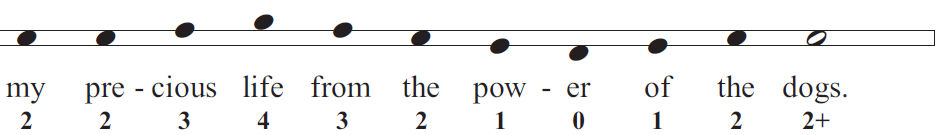 my pre - cious life from the pow - er of the dogs.
2 2 3 4 3 2 1 0 1 2 2+